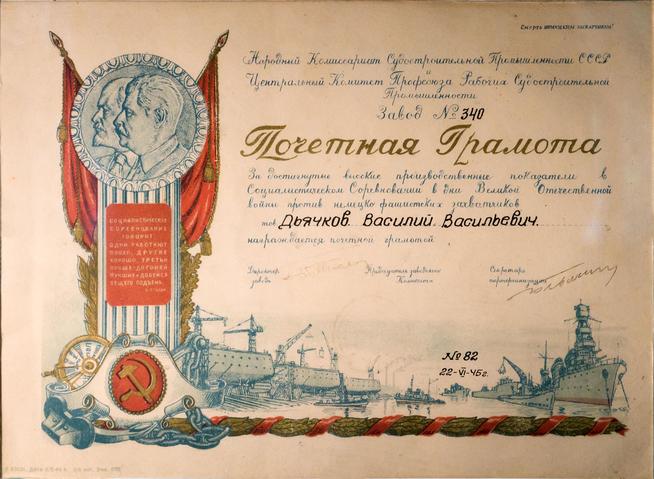 Смерть немецким захватчикам!
Народный Комиссариат Судостроительной Промышленности СССР
и
Центральный Комитет Профсоюза Рабочих Судостроительной
Промышленности
Завод № 340
Почетная Грамота
За достигнутые высокие производственные показатели в
Социалистическом Соревновании в дни Великой Отечественной
войны против немецко фашистских захватчиков
тов. Дьячков Василий Васильевич.
награждается почетной грамотой
Директор завода
Председатель заводского Комитета
Секретарь парторганизации
СОЦИАЛИСТИЧЕСКОЕ
СОРЕВНОВАНИЕ
ГОВОРИТ:
ОДНИ РАБОТАЮТ
ПЛОХО, ДРУГИЕ
ХОРОШО, ТРЕТЬИ
ЛУЧШЕ-ДОГОНЯЙ
ЛУЧШИХ И ДОБЕЙСЯ
ОБЩЕГО ПОДЪЕМА.
№ 82
22-VI-45г.